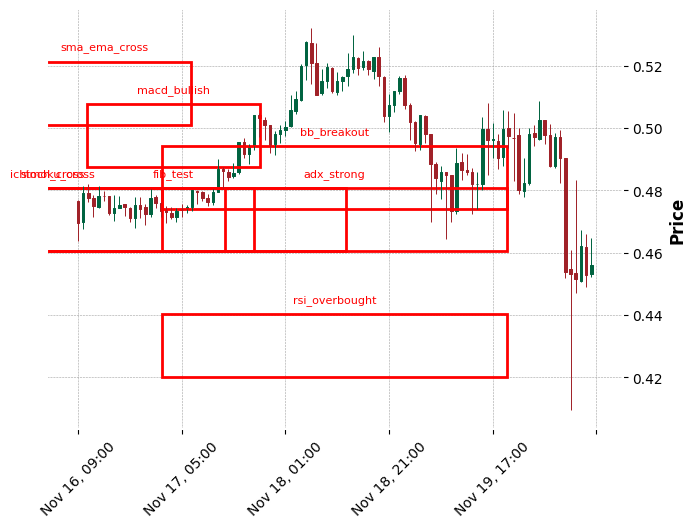 sma_ema_cross
macd_bullish
bb_breakout
fib_test
adx_strong
rsi_overbought
0.52
0.50
0.48
0.46
0.44
0.42
Price
Nov 16, 09:00
Nov 17, 05:00
Nov 18, 01:00
Nov 18, 21:00
Nov 19, 17:00